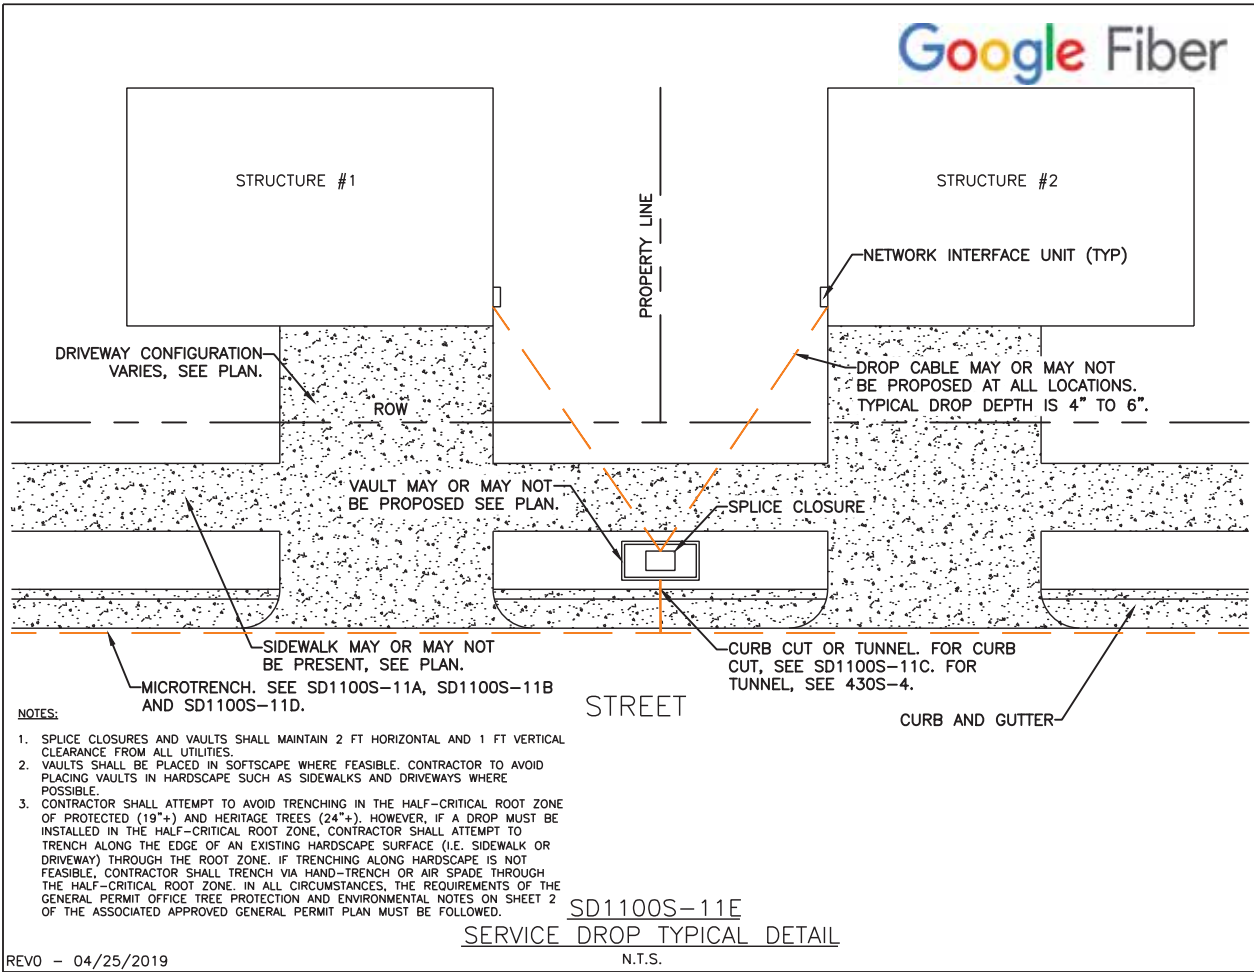 Google Fiber
STRUCTURE #1
STRUCTURE #2
PROPERTY LINE
NETWORK INTERFACE UNIT (TYP)
DRIVEWAY CONFIGURATION
VARIES, SEE PLAN.
DROP CABLE MAY OR MAY NOT
BE PROPOSED AT ALL LOCATIONS.
TYPICAL DROP DEPTH IS 4" TO 6".
ROW
VAULT MAY OR MAY NOT
BE PROPOSED SEE PLAN.
SPLICE CLOSURE
SIDEWALK MAY OR MAY NOT
BE PRESENT, SEE PLAN.
CURB CUT OR TUNNEL. FOR CURB
CUT, SEE SD1100S-11C. FOR
TUNNEL, SEE 430S-4.
MICROTRENCH. SEE SD1100S-11A, SD1100S-11B
AND SD1100S-11D.
STREET
CURB AND GUTTER
NOTES:
1. SPLICE CLOSURES AND VAULTS SHALL MAINTAIN 2 FT HORIZONTAL AND 1 FT VERTICAL
CLEARANCE FROM ALL UTILITIES.
2. VAULTS SHALL BE PLACED IN SOFTSCAPE WHERE FEASIBLE. CONTRACTOR TO AVOID
PLACING VAULTS IN HARDSCAPE SUCH AS SIDEWALKS AND DRIVEWAYS WHERE
POSSIBLE.
3. CONTRACTOR SHALL ATTEMPT TO AVOID TRENCHING IN THE HALF-CRITICAL ROOT ZONE
OF PROTECTED (19"+) AND HERITAGE TREES (24"+). HOWEVER, IF A DROP MUST BE
INSTALLED IN THE HALF-CRITICAL ROOT ZONE, CONTRACTOR SHALL ATTEMPT TO
TRENCH ALONG THE EDGE OF AN EXISTING HARDSCAPE SURFACE (I.E. SIDEWALK OR
DRIVEWAY) THROUGH THE ROOT ZONE. IF TRENCHING ALONG HARDSCAPE IS NOT
FEASIBLE, CONTRACTOR SHALL TRENCH VIA HAND-TRENCH OR AIR SPADE THROUGH
THE HALF-CRITICAL ROOT ZONE. IN ALL CIRCUMSTANCES, THE REQUIREMENTS OF THE
GENERAL PERMIT OFFICE TREE PROTECTION AND ENVIRONMENTAL NOTES ON SHEET 2
OF THE ASSOCIATED APPROVED GENERAL PERMIT PLAN MUST BE FOLLOWED.
SD1100S-11E
SERVICE DROP TYPICAL DETAIL
N.T.S.
REV0 - 04/25/2019